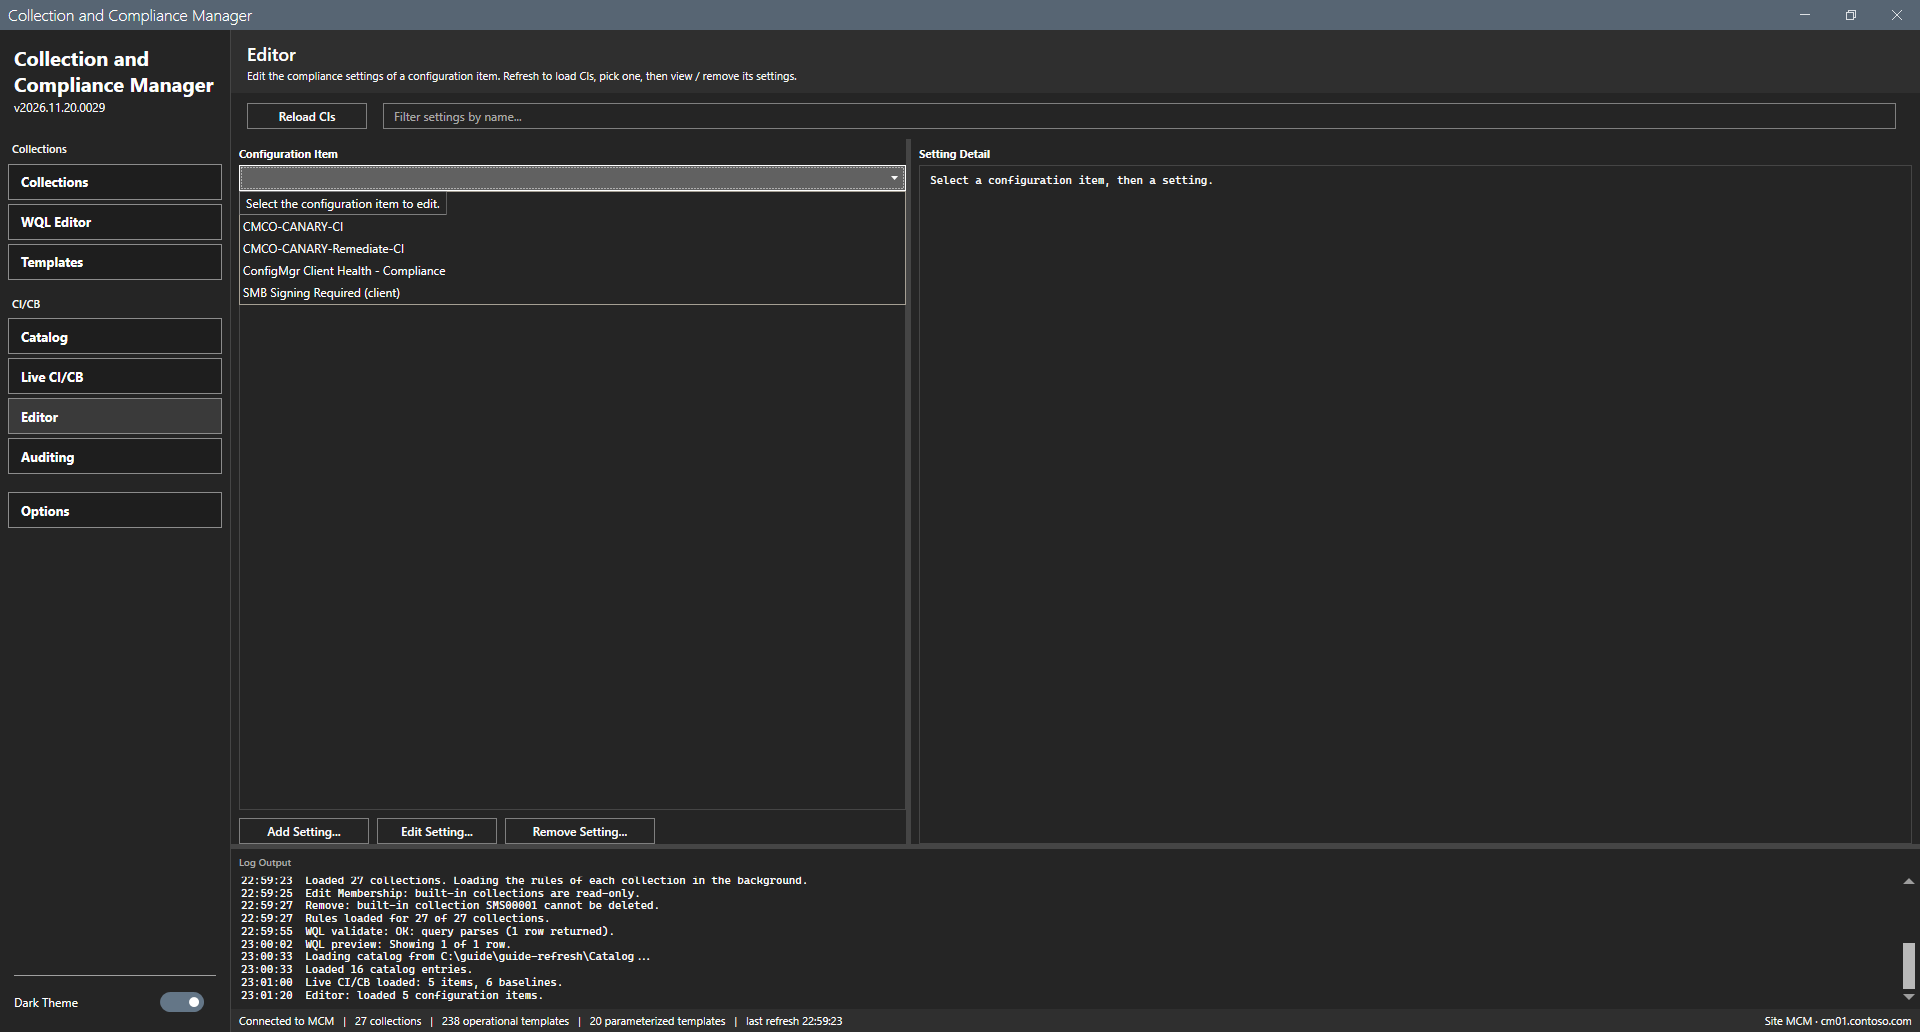 Collection and Compliance Manager
Collection and
Compliance Manager
v2026.11.20.0029
Collections
Collections
WQL Editor
Templates
CI/CB
Catalog
Live CI/CB
Editor
Auditing
Options
Dark Theme
Editor
Edit the compliance settings of a configuration item. Refresh to load CIs, pick one, then view / remove its settings.
Reload CIs
Filter settings by name...
Configuration Item
Select the configuration item to edit.
CMCO-CANARY-CI
CMCO-CANARY-Remediate-CI
ConfigMgr Client Health - Compliance
SMB Signing Required (client)
Add Setting...
Edit Setting...
Remove Setting...
Setting Detail
Select a configuration item, then a setting.
Log Output
22:59:23 Loaded 27 collections. Loading the rules of each collection in the background.
22:59:25 Edit Membership: built-in collections are read-only.
22:59:27 Remove: built-in collection SMS00001 cannot be deleted.
22:59:27 Rules loaded for 27 of 27 collections.
22:59:55 WQL validate: OK: query parses (1 row returned).
23:00:02 WQL preview: Showing 1 of 1 row.
23:00:33 Loading catalog from C:\guide\guide-refresh\Catalog...
23:00:33 Loaded 16 catalog entries.
23:01:00 Live CI/CB loaded: 5 items, 6 baselines.
23:01:20 Editor: loaded 5 configuration items.
Connected to MCM | 27 collections | 238 operational templates | 20 parameterized templates | last refresh 22:59:23
Site MCM · cm01.contoso.com